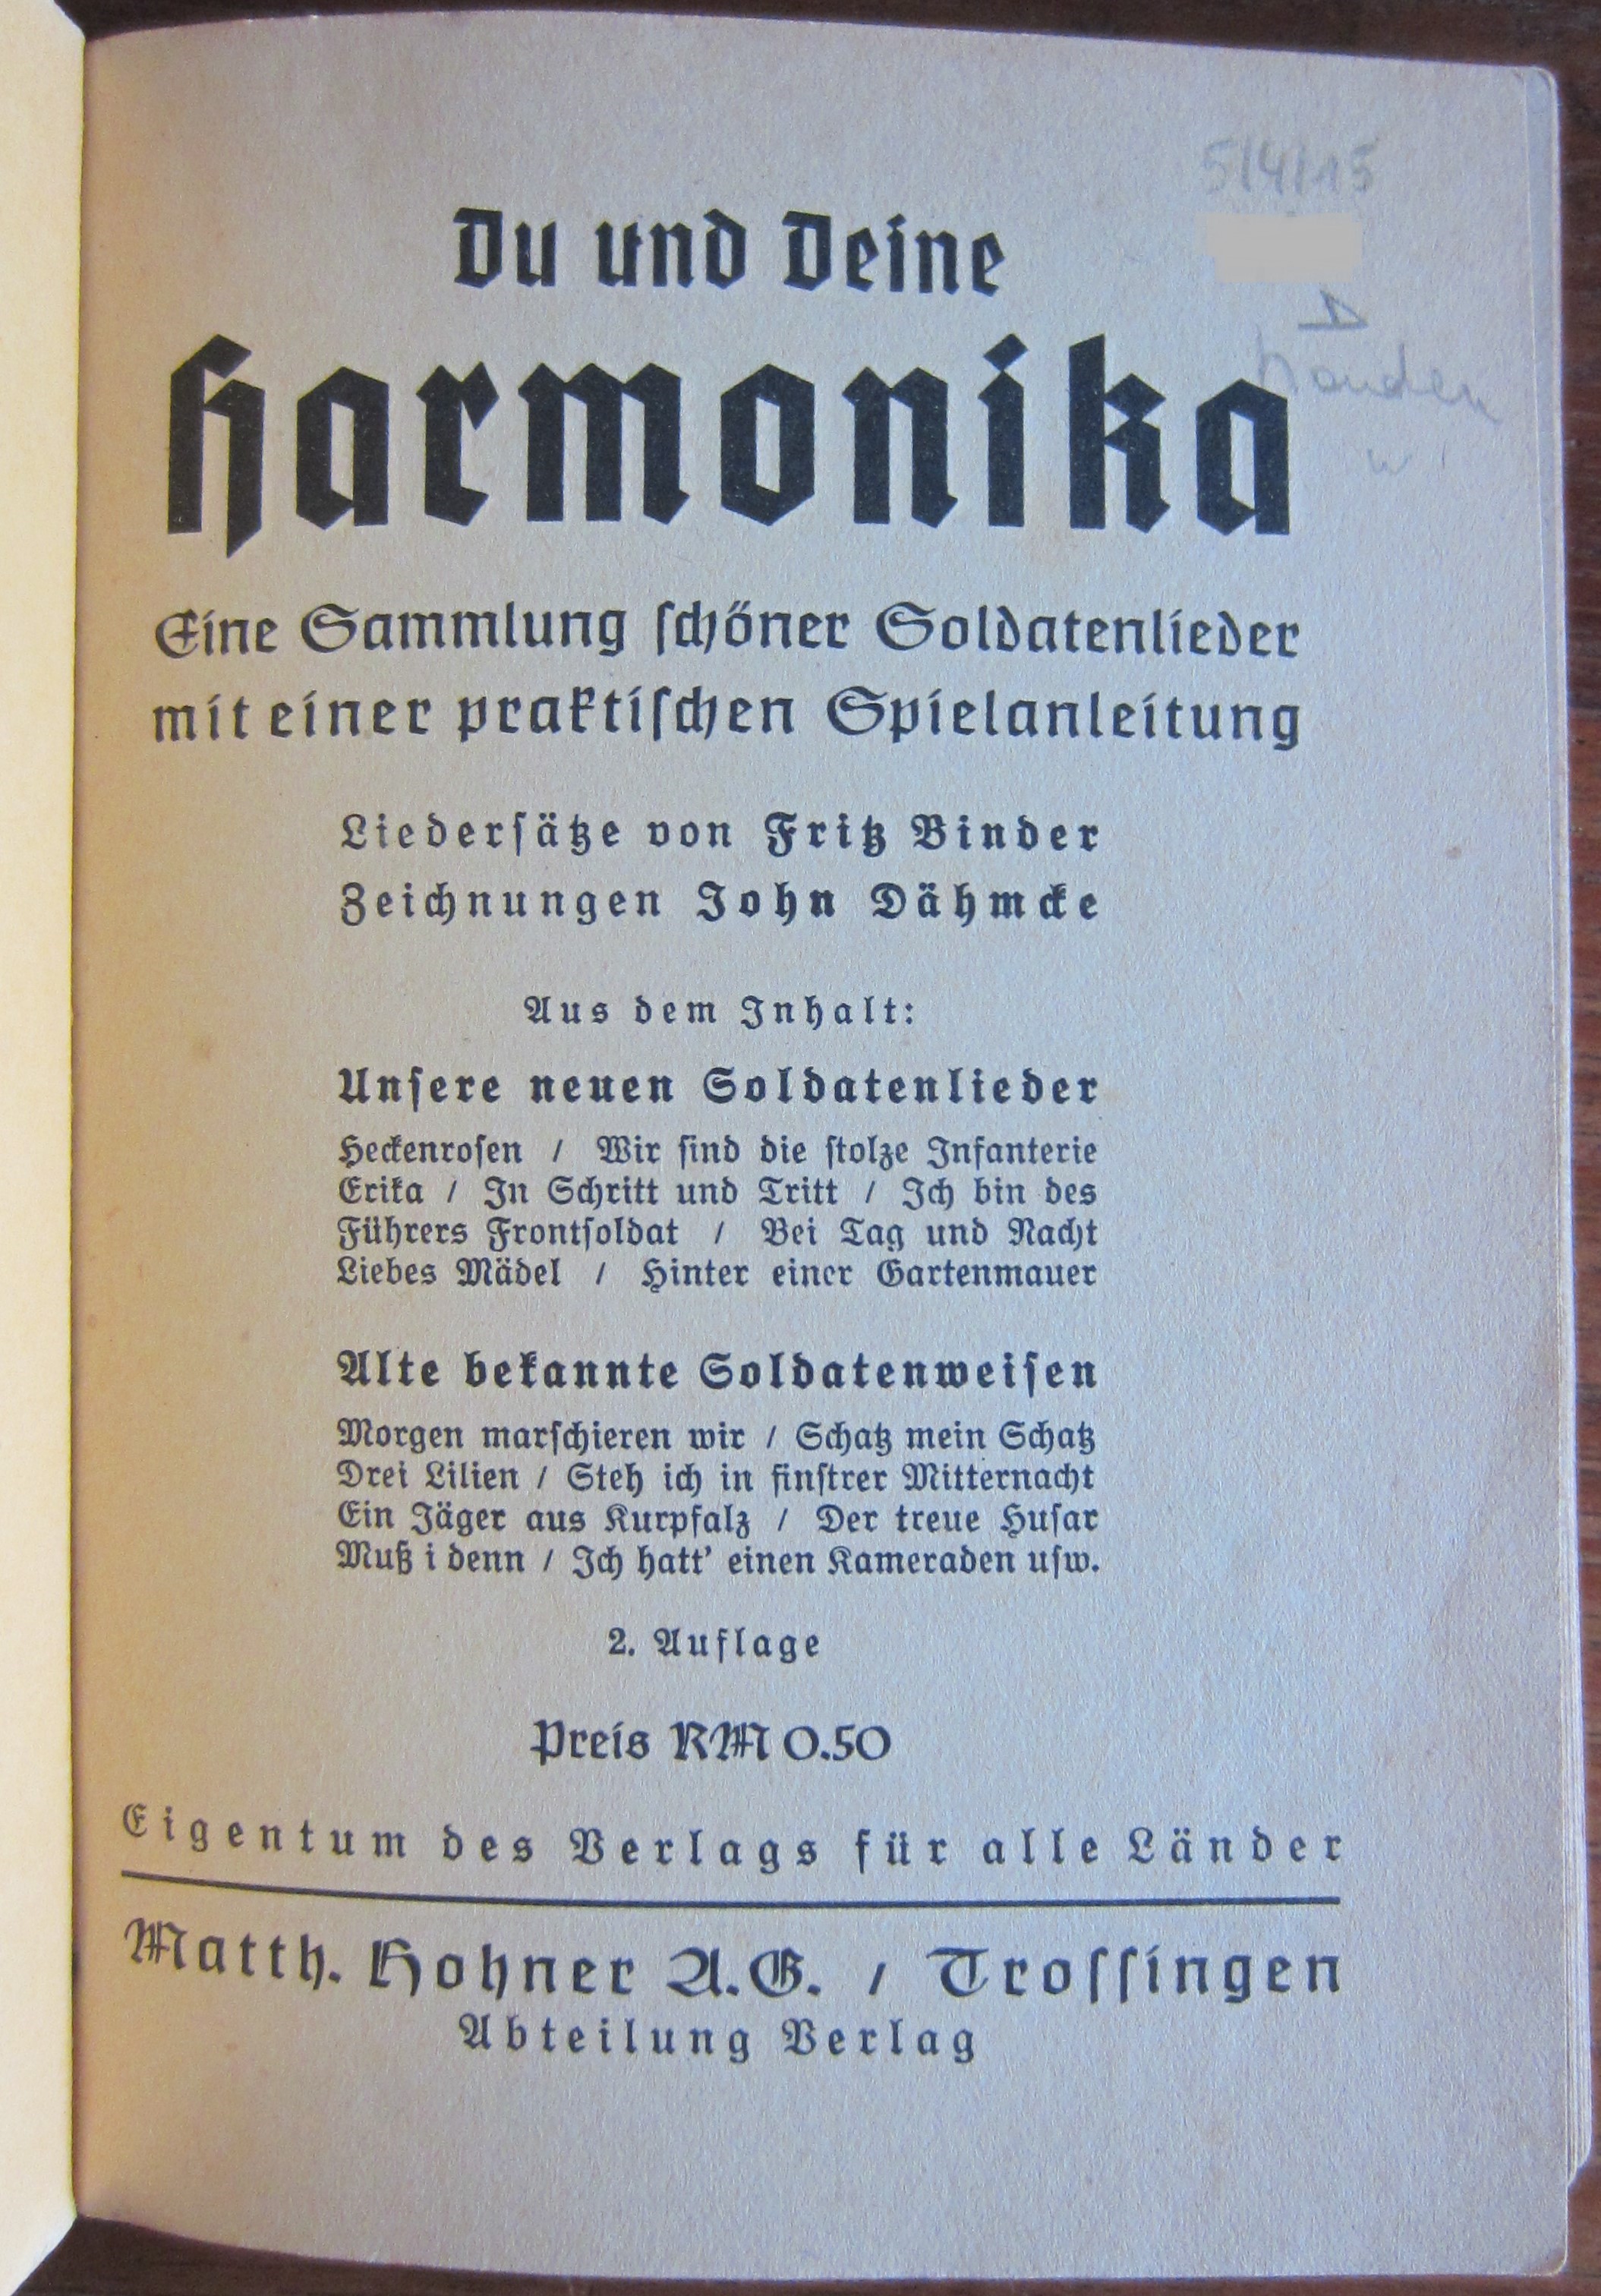 5/4/15
Du und Deine
Harmonika
Eine Sammlung schöner Soldatenlieder
mit einer praktischen Spielanleitung
Liedersätze von Fritz Binder
Zeichnungen John Dähmcke
Aus dem Inhalt:
Unsere neuen Soldatenlieder
Heckenrosen / Wir sind die stolze Infanterie
Erika / In Schritt und Tritt / Ich bin des
Führers Frontsoldat / Bei Tag und Nacht
Liebes Mädel / Hinter einer Gartenmauer
Alte bekannte Soldatenweisen
Morgen marschieren wir / Schatz mein Schatz
Drei Lilien / Steh ich in finstrer Mitternacht
Ein Jäger aus Kurpfalz / Der treue Husar
Muß i denn / Ich hatt' einen Kameraden usw.
2. Auflage
Preis RM 0.50
Eigentum des Verlags für alle Länder
Matth. Hohner A.G. / Trossingen
Abteilung Verlag